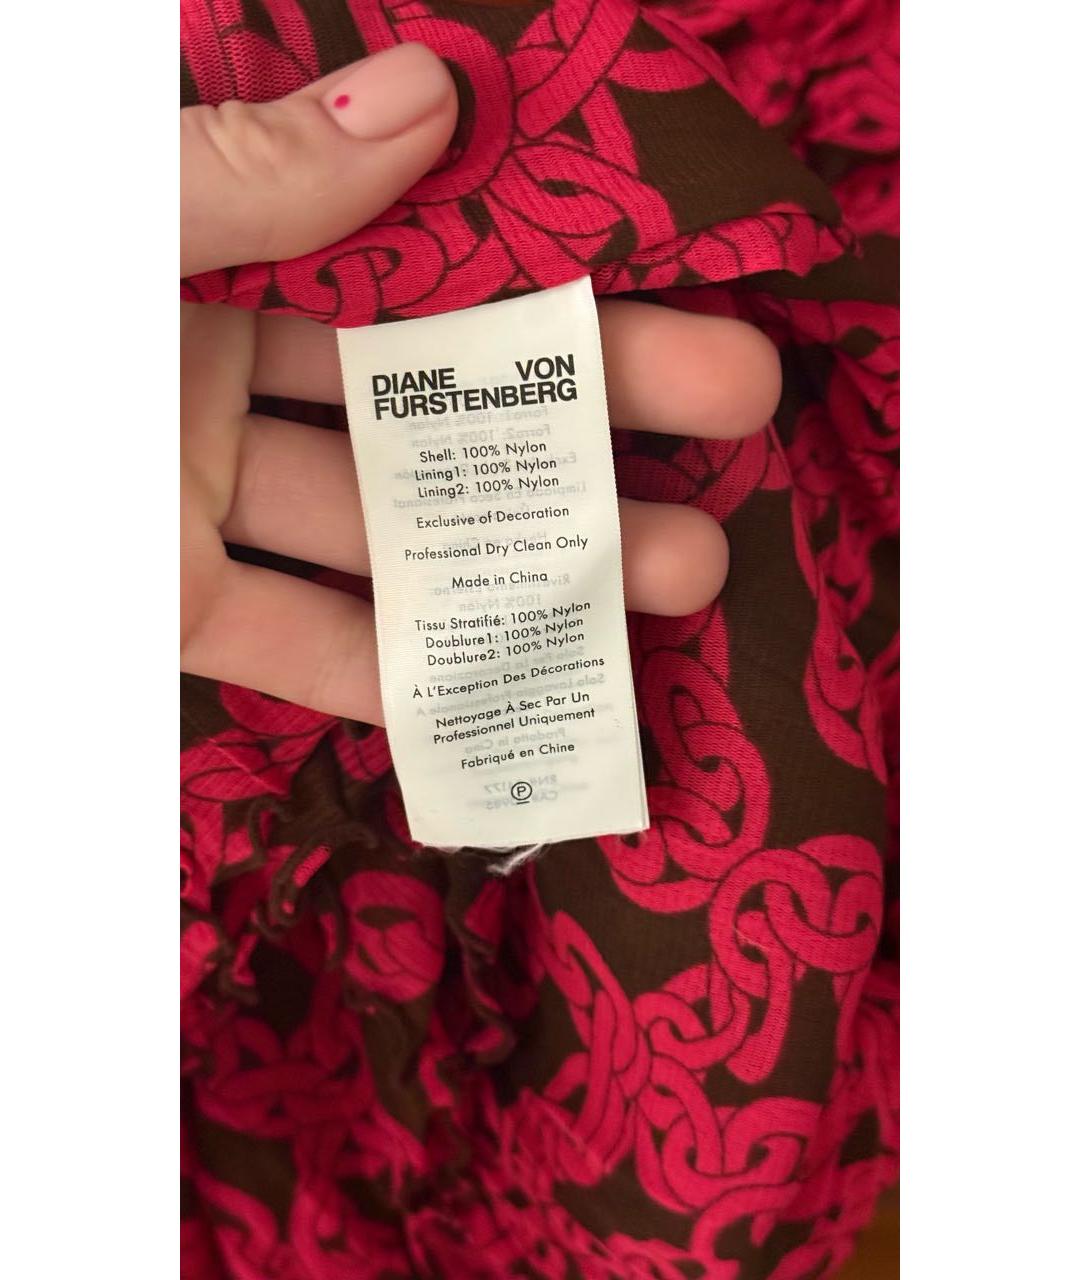 DIANE VON
FURSTENBERG
Shell: 100% Nylon
Lining1: 100% Nylon
Lining2: 100% Nylon
Exclusive of Decoration
Professional Dry Clean Only
Made in China
Tissu Stratifié: 100% Nylon
Doublure1: 100% Nylon
Doublure2: 100% Nylon
À L'Exception Des Décorations
Nettoyage À Sec Par Un
Professionnel Uniquement
Fabriqué en Chine
P